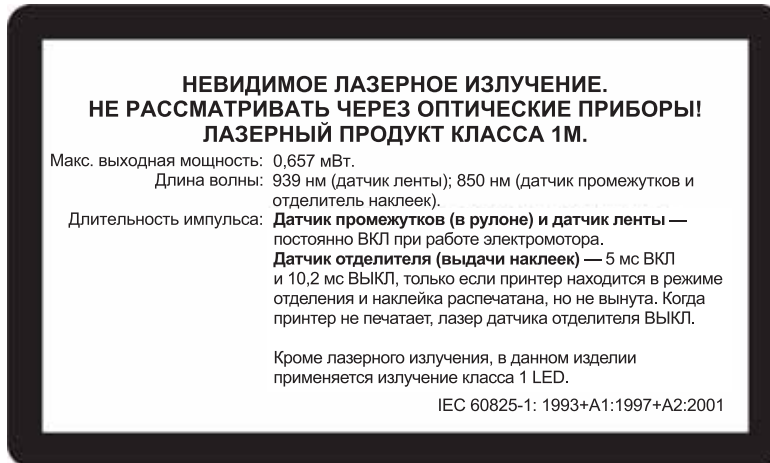 НЕВИДИМОЕ ЛАЗЕРНОЕ ИЗЛУЧЕНИЕ.
НЕ РАССМАТРИВАТЬ ЧЕРЕЗ ОПТИЧЕСКИЕ ПРИБОРЫ!
ЛАЗЕРНЫЙ ПРОДУКТ КЛАССА 1М.
Макс. выходная мощность: 0,657 мВт.
Длина волны: 939 нм (датчик ленты); 850 нм (датчик промежутков и
отделитель наклеек).
Длительность импульса: Датчик промежутков (в рулоне) и датчик ленты —
постоянно ВКЛ при работе электромотора.
Датчик отделителя (выдачи наклеек) — 5 мс ВКЛ
и 10,2 мс ВЫКЛ, только если принтер находится в режиме
отделения и наклейка распечатана, но не вынута. Когда
принтер не печатает, лазер датчика отделителя ВЫКЛ.
Кроме лазерного излучения, в данном изделии
применяется излучение класса 1 LED.
IEC 60825-1: 1993+A1:1997+A2:2001